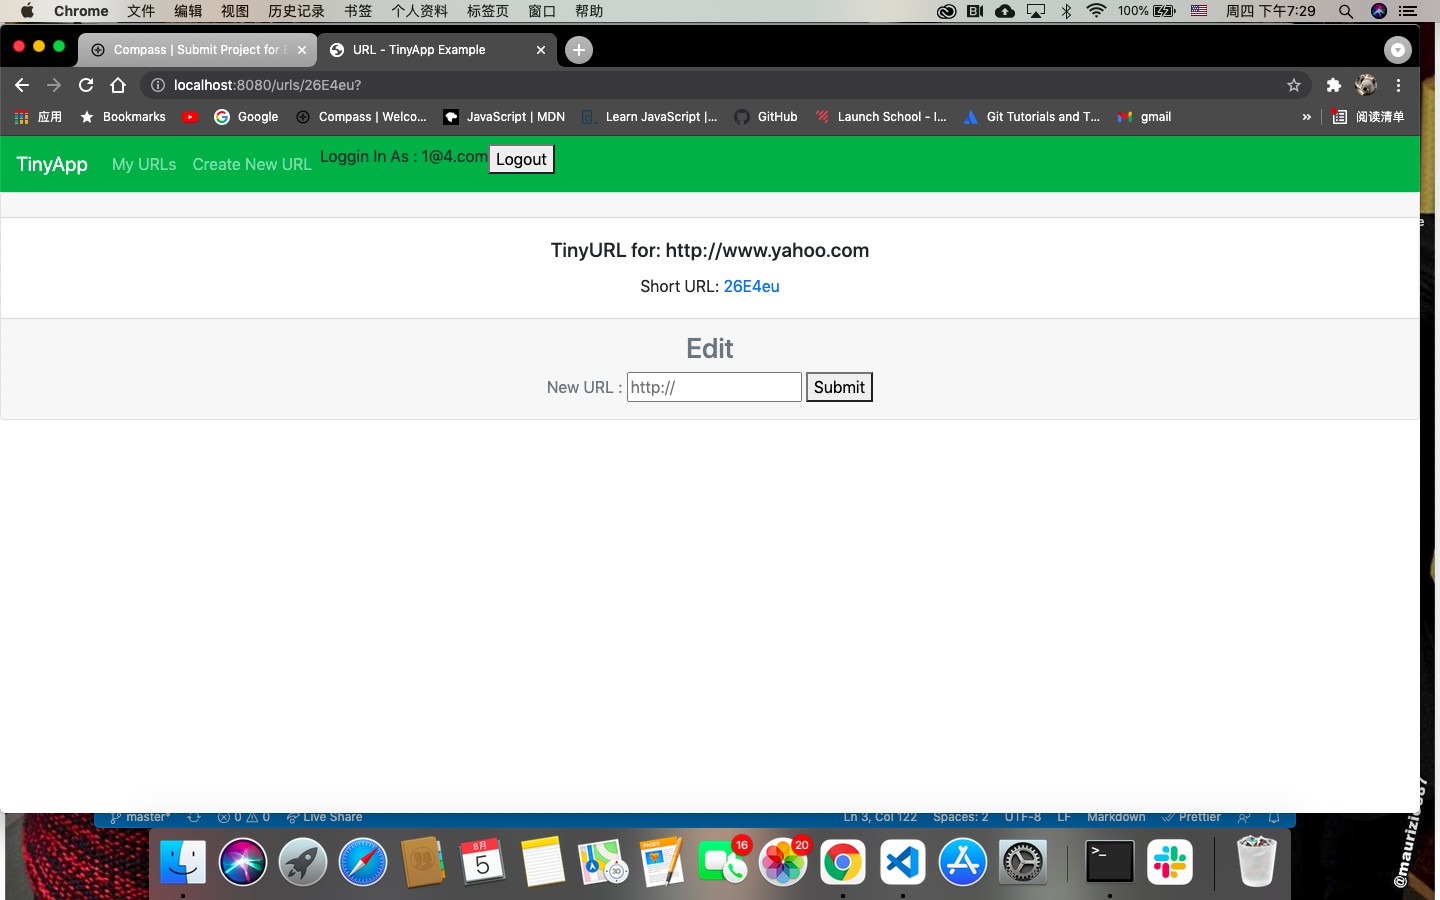 Chrome 文件 编辑 视图 历史记录 书签 个人资料 标签页 窗口 帮助 100% 周四 下午7:29
Compass | Submit Project for E
URL - TinyApp Example
localhost:8080/urls/26E4eu?
应用 Bookmarks Google Compass | Welco... JavaScript | MDN Learn JavaScript |... GitHub Launch School - I... Git Tutorials and T... gmail » 阅读清单
TinyApp My URLs Create New URL Loggin In As : 1@4.com Logout
TinyURL for: http://www.yahoo.com
Short URL: 26E4eu
Edit
New URL : http:// Submit
master* 0 0 Live Share Ln 3, Col 122 Spaces: 2 UTF-8 LF Markdown Prettier
8月
5
3D
PAGES
16
20
>_